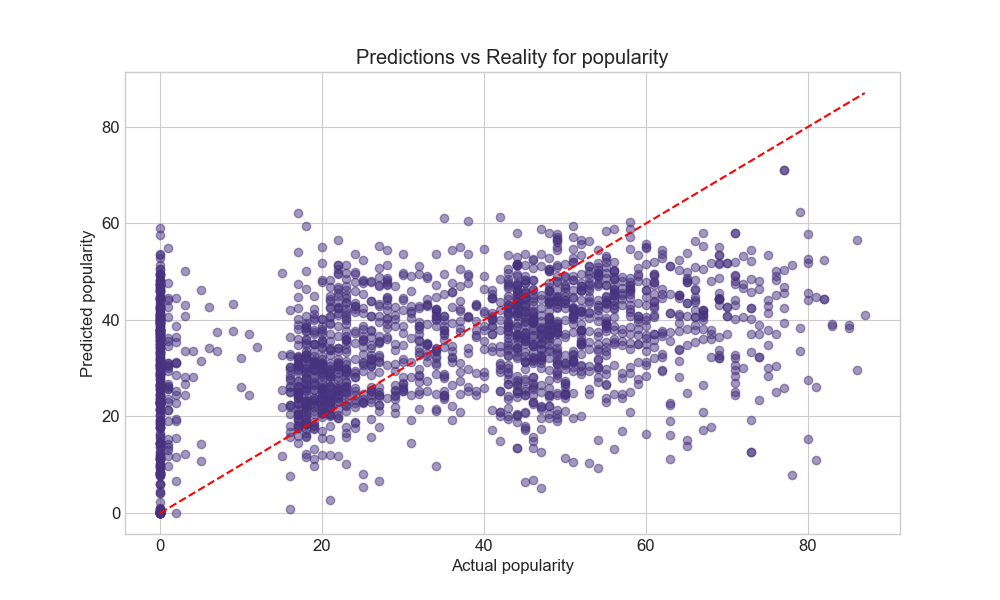 Predictions vs Reality for popularity
Predicted popularity
80
60
40
20
0
0 20 40 60 80
Actual popularity